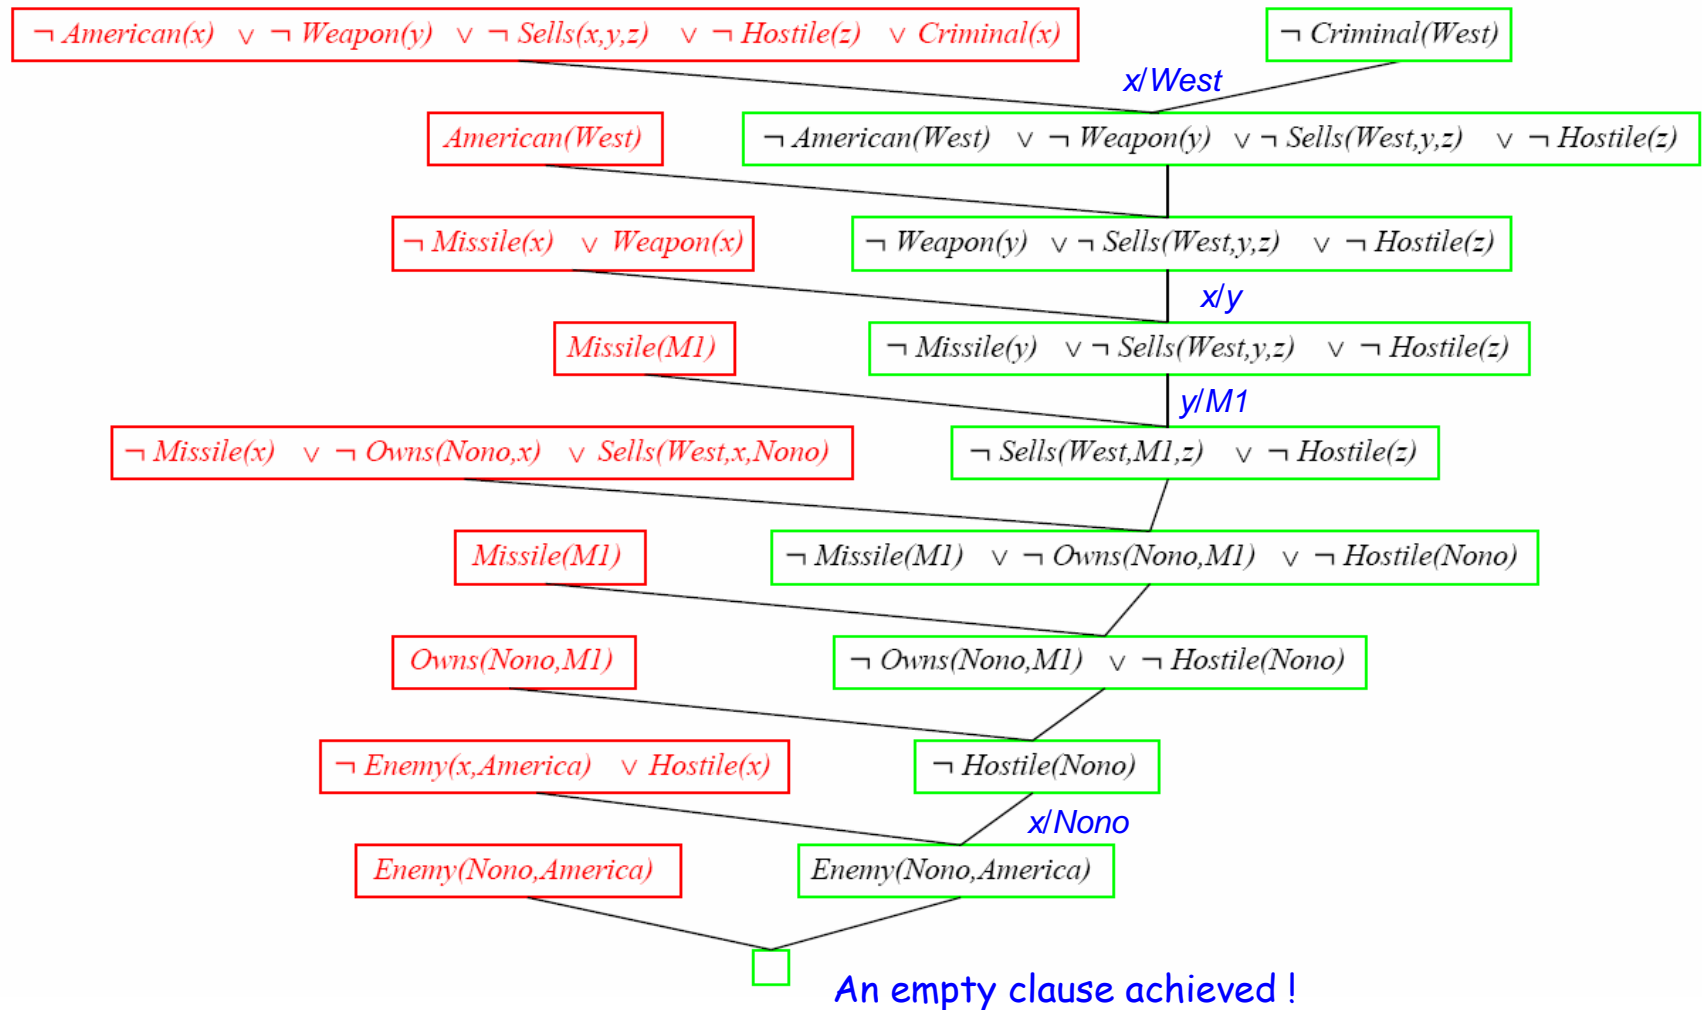 ¬ American(x) ∨ ¬ Weapon(y) ∨ ¬ Sells(x,y,z) ∨ ¬ Hostile(z) ∨ Criminal(x)
¬ Criminal(West)
x/West
American(West)
¬ American(West) ∨ ¬ Weapon(y) ∨ ¬ Sells(West,y,z) ∨ ¬ Hostile(z)
¬ Missile(x) ∨ Weapon(x)
¬ Weapon(y) ∨ ¬ Sells(West,y,z) ∨ ¬ Hostile(z)
x/y
Missile(M1)
¬ Missile(y) ∨ ¬ Sells(West,y,z) ∨ ¬ Hostile(z)
y/M1
¬ Missile(x) ∨ ¬ Owns(Nono,x) ∨ Sells(West,x,Nono)
¬ Sells(West,M1,z) ∨ ¬ Hostile(z)
Missile(M1)
¬ Missile(M1) ∨ ¬ Owns(Nono,M1) ∨ ¬ Hostile(Nono)
Owns(Nono,M1)
¬ Owns(Nono,M1) ∨ ¬ Hostile(Nono)
¬ Enemy(x,America) ∨ Hostile(x)
¬ Hostile(Nono)
x/Nono
Enemy(Nono,America)
Enemy(Nono,America)
An empty clause achieved !